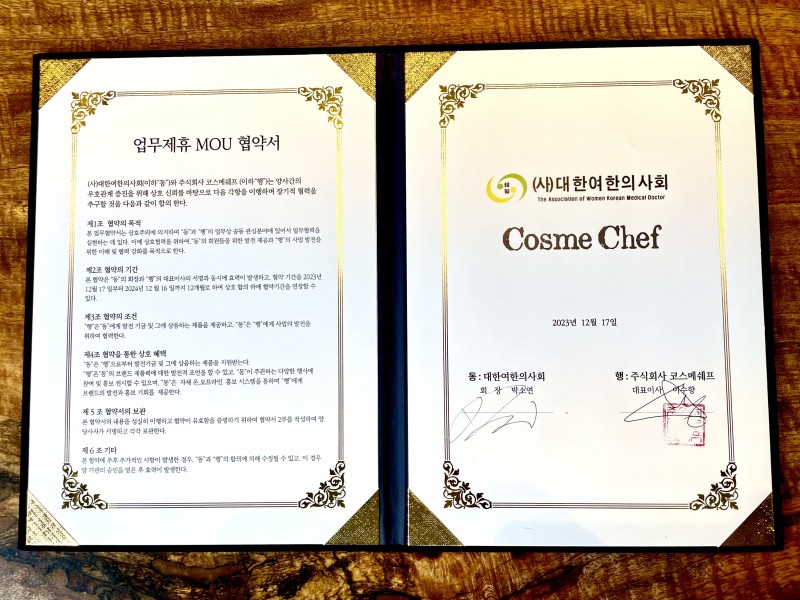 업무제휴 MOU 협약서
(사)대한여한의사회(이하"동")와 주식회사 코스메쉐프 (이하"행")는 양사간의
우호관계 증진을 위해 상호 신뢰를 바탕으로 다음 각항을 이행하며 장기적 협력을
추구할 것을 다음과 같이 합의 한다.
제1조 협약의 목적
본 업무협약서는 상호주의에 의거하여 "동"과 "행"의 업무상 공동 관심분야에 있어서 업무협력을
실현하는 데 있다. 이에 상호협력을 위하여,"동"의 회원들을 위한 발전 제공과 "행"의 사업 발전을
위한 이해 및 협력 강화를 목적으로 한다.
제2조 협약의 기간
본 협약은 "동"의 회장과 "행"의 대표이사의 서명과 동시에 효력이 발생하고, 협약 기간을 2023년
12월 17일부터 2024년 12 월 16 일까지 12개월로 하며 상호 합의 하에 협약기간을 연장할 수
있다.
제3조 협약의 조건
"행"은"동"에게 발전 기금 및 그에 상응하는 제품을 제공하고, "동"은 "행"에게 사업의 발전을
위하여 협력한다.
제4조 협약을 통한 상호 혜택
"동"은 "행"으로부터 발전기금 및 그에 상응하는 제품을 지원받는다.
"행"은"동"의 브랜드 제품력에 대한 발전적 조언을 할 수 있고, "동"이 주관하는 다양한 행사에
참여 및 홍보 전시할 수 있으며, "동"은 자체 온,오프라인 홍보 시스템을 통하여 "행"에게
브랜드의 발전과 홍보 기회를 제공한다.
제 5 조 협약서의 보관
본 협약서의 내용을 성실히 이행하고 협약이 유효함을 증명하기 위하여 협약서 2부를 작성하여 양
당사자가 서명하고 각각 보관한다.
제 6 조 기타
본 협약에 추후 추가적인 사항이 발생한 경우, "동"과 "행"의 합의에 의해 수정될 수 있고, 이 경우
양 기관의 승인을 얻은 후 효력이 발생한다.
(사)대한여한의사회
The Association of Women Korean Medical Doctor
Cosme Chef
2023년 12월 17일
동 : 대한여한의사회
회 장 박소연
행 : 주식회사 코스메쉐프
대표이사 이수향